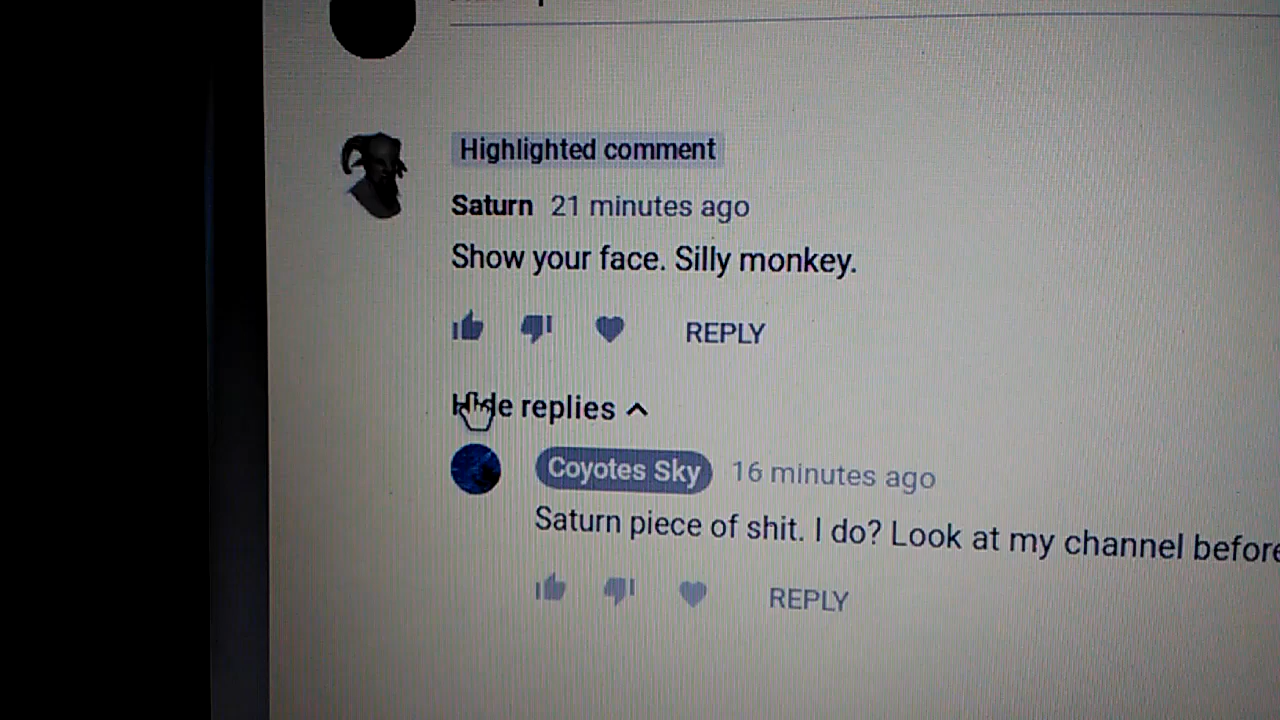 Highlighted comment
Saturn 21 minutes ago
Show your face. Silly monkey.
REPLY
Hide replies
Coyotes Sky 16 minutes ago
Saturn piece of shit. I do? Look at my channel before
REPLY